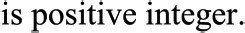 is positive integer.